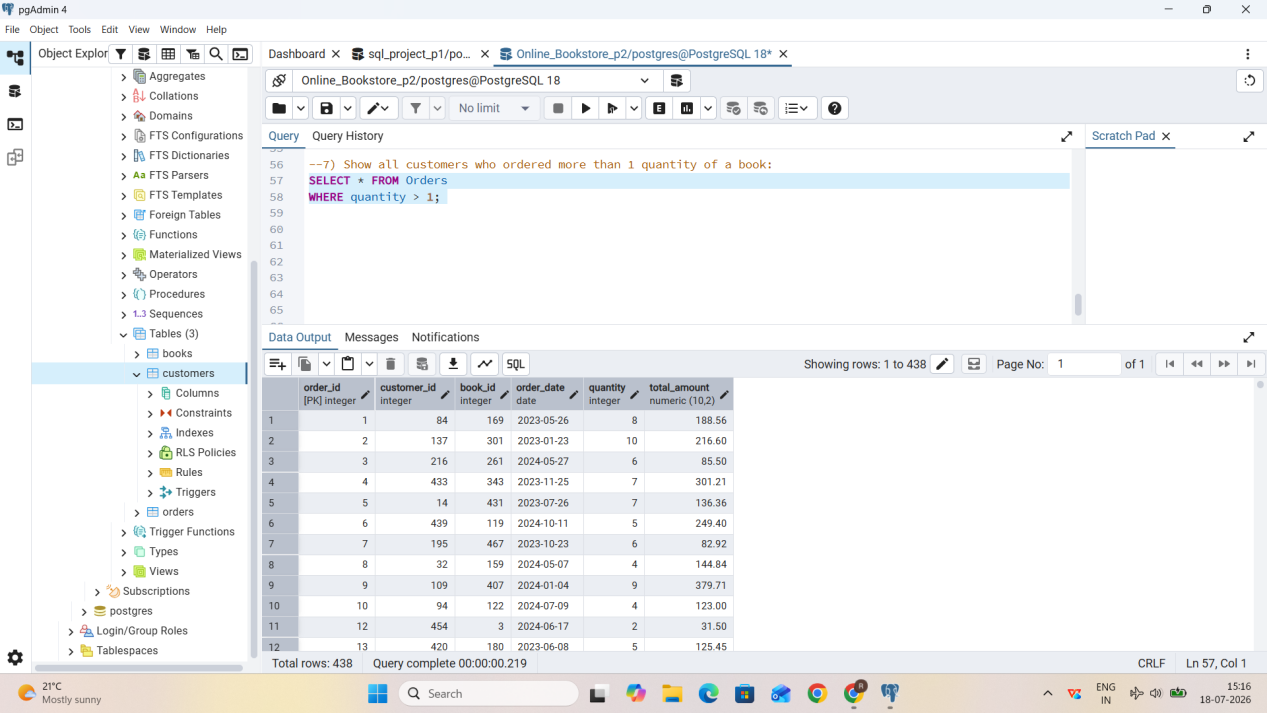 pgAdmin 4
File Object Tools Edit View Window Help
Object Explor
Dashboard
sql_project_p1/po...
Online_Bookstore_p2/postgres@PostgreSQL 18*
Online_Bookstore_p2/postgres@PostgreSQL 18
No limit
Query Query History
Scratch Pad
56 --7) Show all customers who ordered more than 1 quantity of a book:
57 SELECT * FROM Orders
58 WHERE quantity > 1;
59
60
61
62
63
64
65
Aggregates
Collations
Domains
FTS Configurations
FTS Dictionaries
Aa FTS Parsers
FTS Templates
Foreign Tables
Functions
Materialized Views
Operators
Procedures
1..3 Sequences
Tables (3)
books
customers
Columns
Constraints
Indexes
RLS Policies
Rules
Triggers
orders
Trigger Functions
Types
Views
Subscriptions
postgres
Login/Group Roles
Tablespaces
Data Output Messages Notifications
SQL
Showing rows: 1 to 438
Page No: 1 of 1
order_id customer_id book_id order_date quantity total_amount
[PK] integer integer integer date integer numeric (10,2)
1 1 84 169 2023-05-26 8 188.56
2 2 137 301 2023-01-23 10 216.60
3 3 216 261 2024-05-27 6 85.50
4 4 433 343 2023-11-25 7 301.21
5 5 14 431 2023-07-26 7 136.36
6 6 439 119 2024-10-11 5 249.40
7 7 195 467 2023-10-23 6 82.92
8 8 32 159 2024-05-07 4 144.84
9 9 109 407 2024-01-04 9 379.71
10 10 94 122 2024-07-09 4 123.00
11 12 454 3 2024-06-17 2 31.50
12 13 420 180 2023-06-08 5 125.45
Total rows: 438 Query complete 00:00:00.219
CRLF Ln 57, Col 1
21°C
Mostly sunny
Search
R
ENG
IN
15:16
18-07-2026